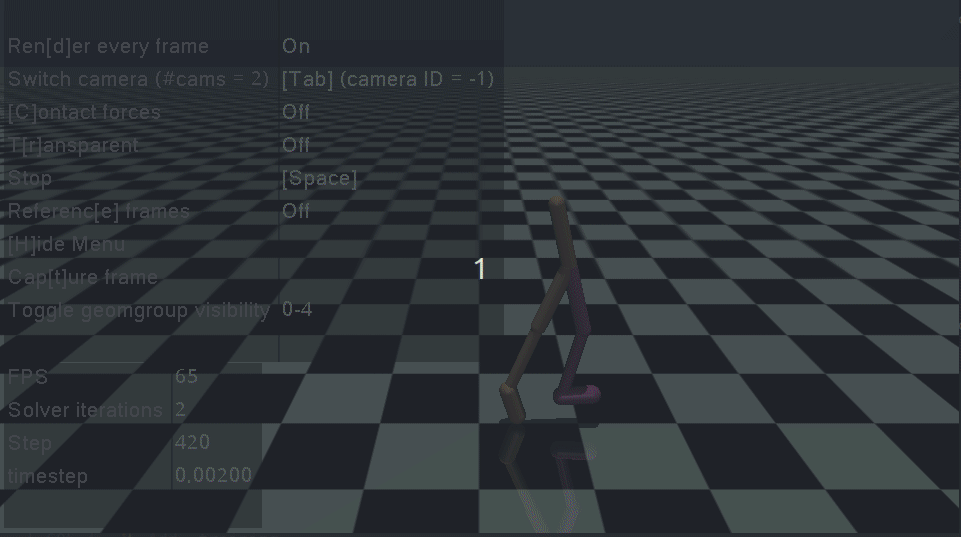 Ren[d]er every frame On
Switch camera (#cams = 2) [Tab] (camera ID = -1)
[C]ontact forces Off
T[r]ansparent Off
Stop [Space]
Referenc[e] frames Off
[H]ide Menu
Cap[t]ure frame
Toggle geomgroup visibility 0-4
1
FPS 65
Solver iterations 2
Step 420
timestep 0.00200